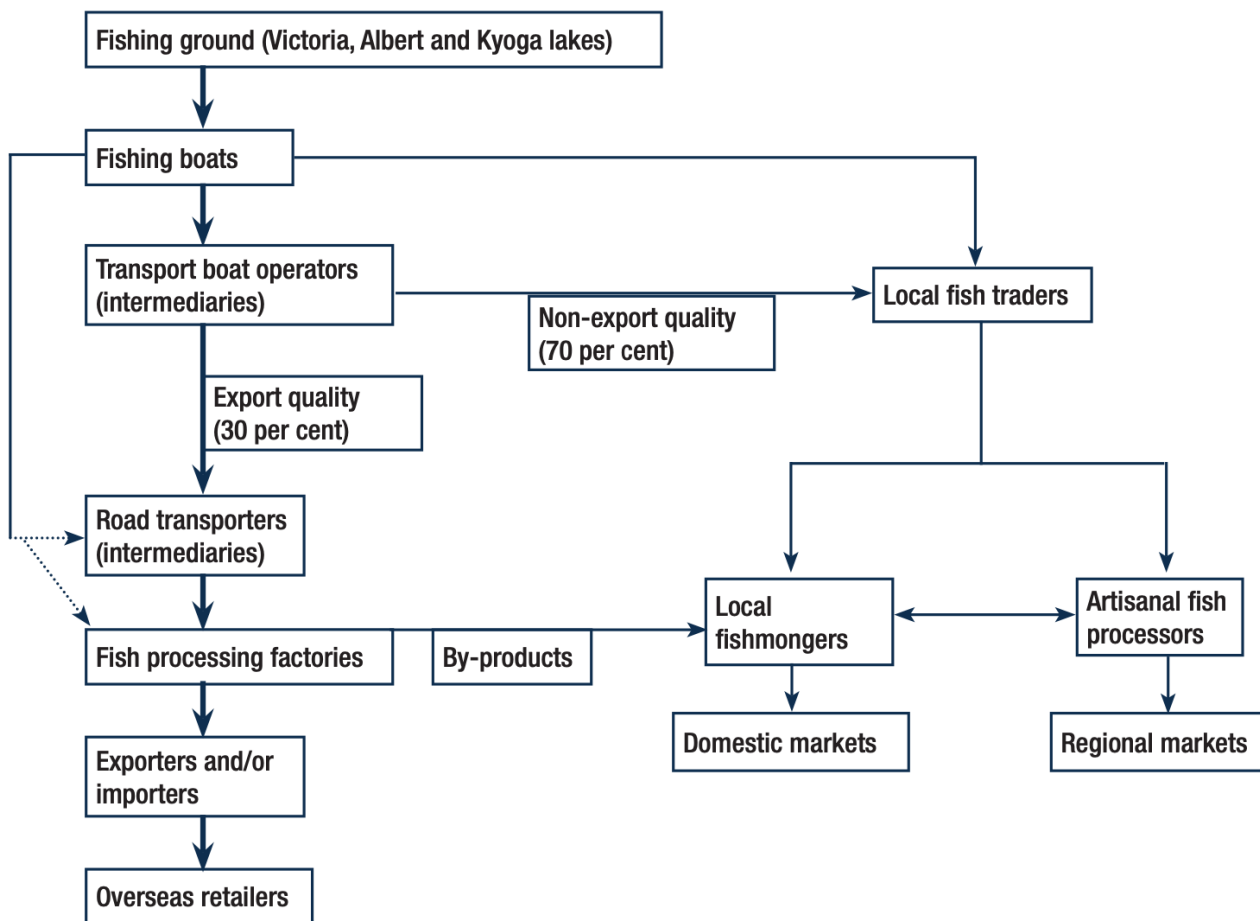 Fishing ground (Victoria, Albert and Kyoga lakes)
Fishing boats
Transport boat operators
(intermediaries)
Non-export quality
(70 per cent)
Local fish traders
Export quality
(30 per cent)
Road transporters
(intermediaries)
Fish processing factories
By-products
Local
fishmongers
Artisanal fish
processors
Domestic markets
Regional markets
Exporters and/or
importers
Overseas retailers